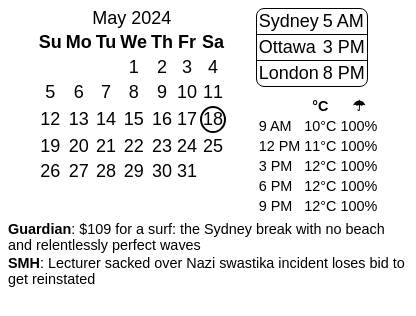 May 2024
Su Mo Tu We Th Fr Sa
1 2 3 4
5 6 7 8 9 10 11
12 13 14 15 16 17 18
19 20 21 22 23 24 25
26 27 28 29 30 31
Sydney 5 AM
Ottawa 3 PM
London 8 PM
°C ☂
9 AM 10°C 100%
12 PM 11°C 100%
3 PM 12°C 100%
6 PM 12°C 100%
9 PM 12°C 100%
Guardian: $109 for a surf: the Sydney break with no beach
and relentlessly perfect waves
SMH: Lecturer sacked over Nazi swastika incident loses bid to
get reinstated